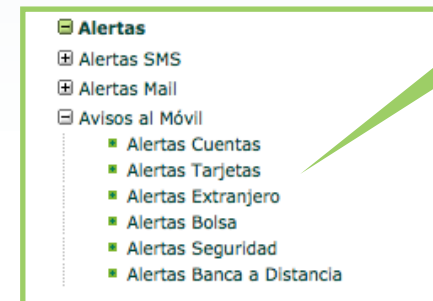 Alertas
Alertas SMS
Alertas Mail
Avisos al Móvil
Alertas Cuentas
Alertas Tarjetas
Alertas Extranjero
Alertas Bolsa
Alertas Seguridad
Alertas Banca a Distancia